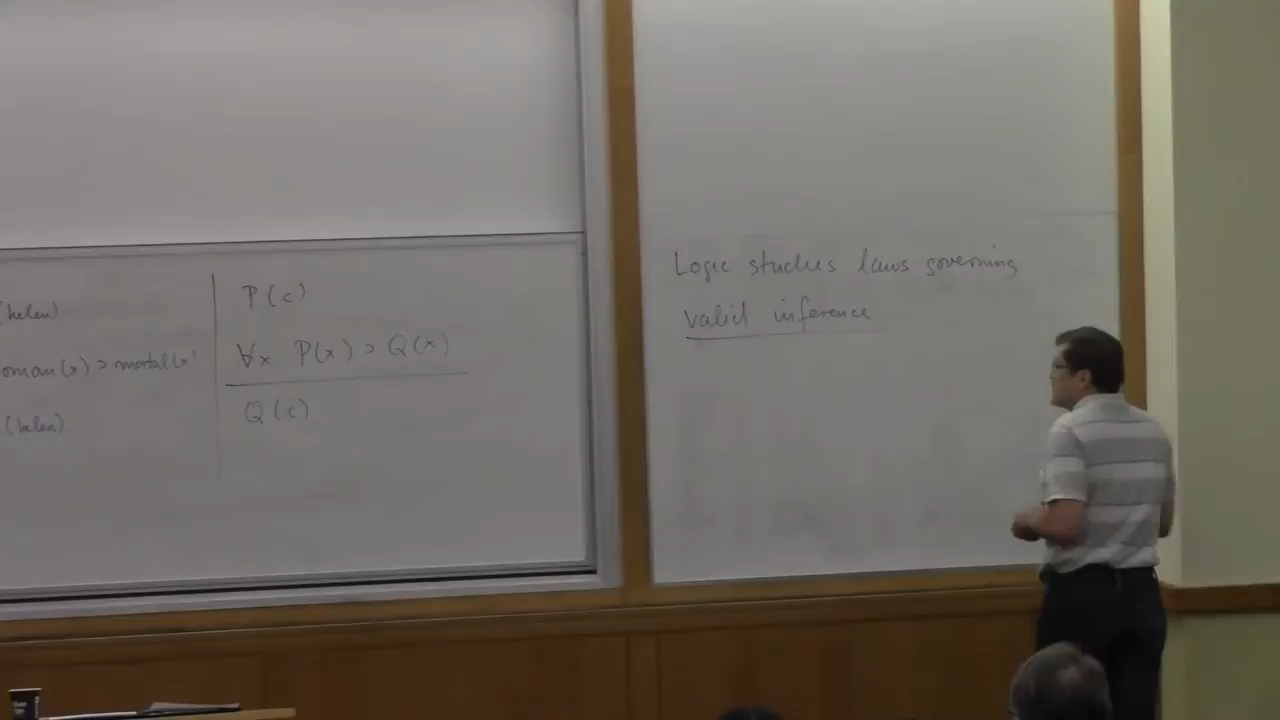 (helen)
oman(x) ⊃ mortal(x)
(helen)
P(c)
∀x P(x) ⊃ Q(x)
Q(c)
Logic studies laws governing
valid inference